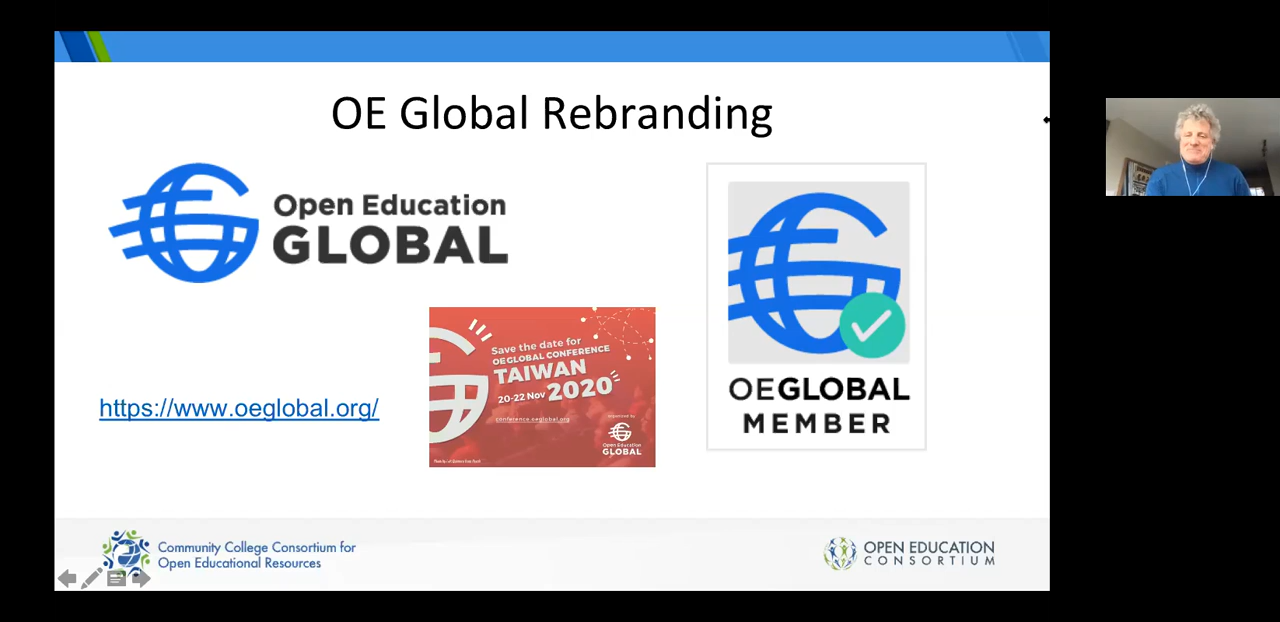 OE Global Rebranding
Open Education
GLOBAL
Save the date for
OEGLOBAL CONFERENCE
TAIWAN
20-22 Nov 2020
conference.oeglobal.org
Open Education
GLOBAL
https://www.oeglobal.org/
OEGLOBAL
MEMBER
Community College Consortium for
Open Educational Resources
OPEN EDUCATION
CONSORTIUM